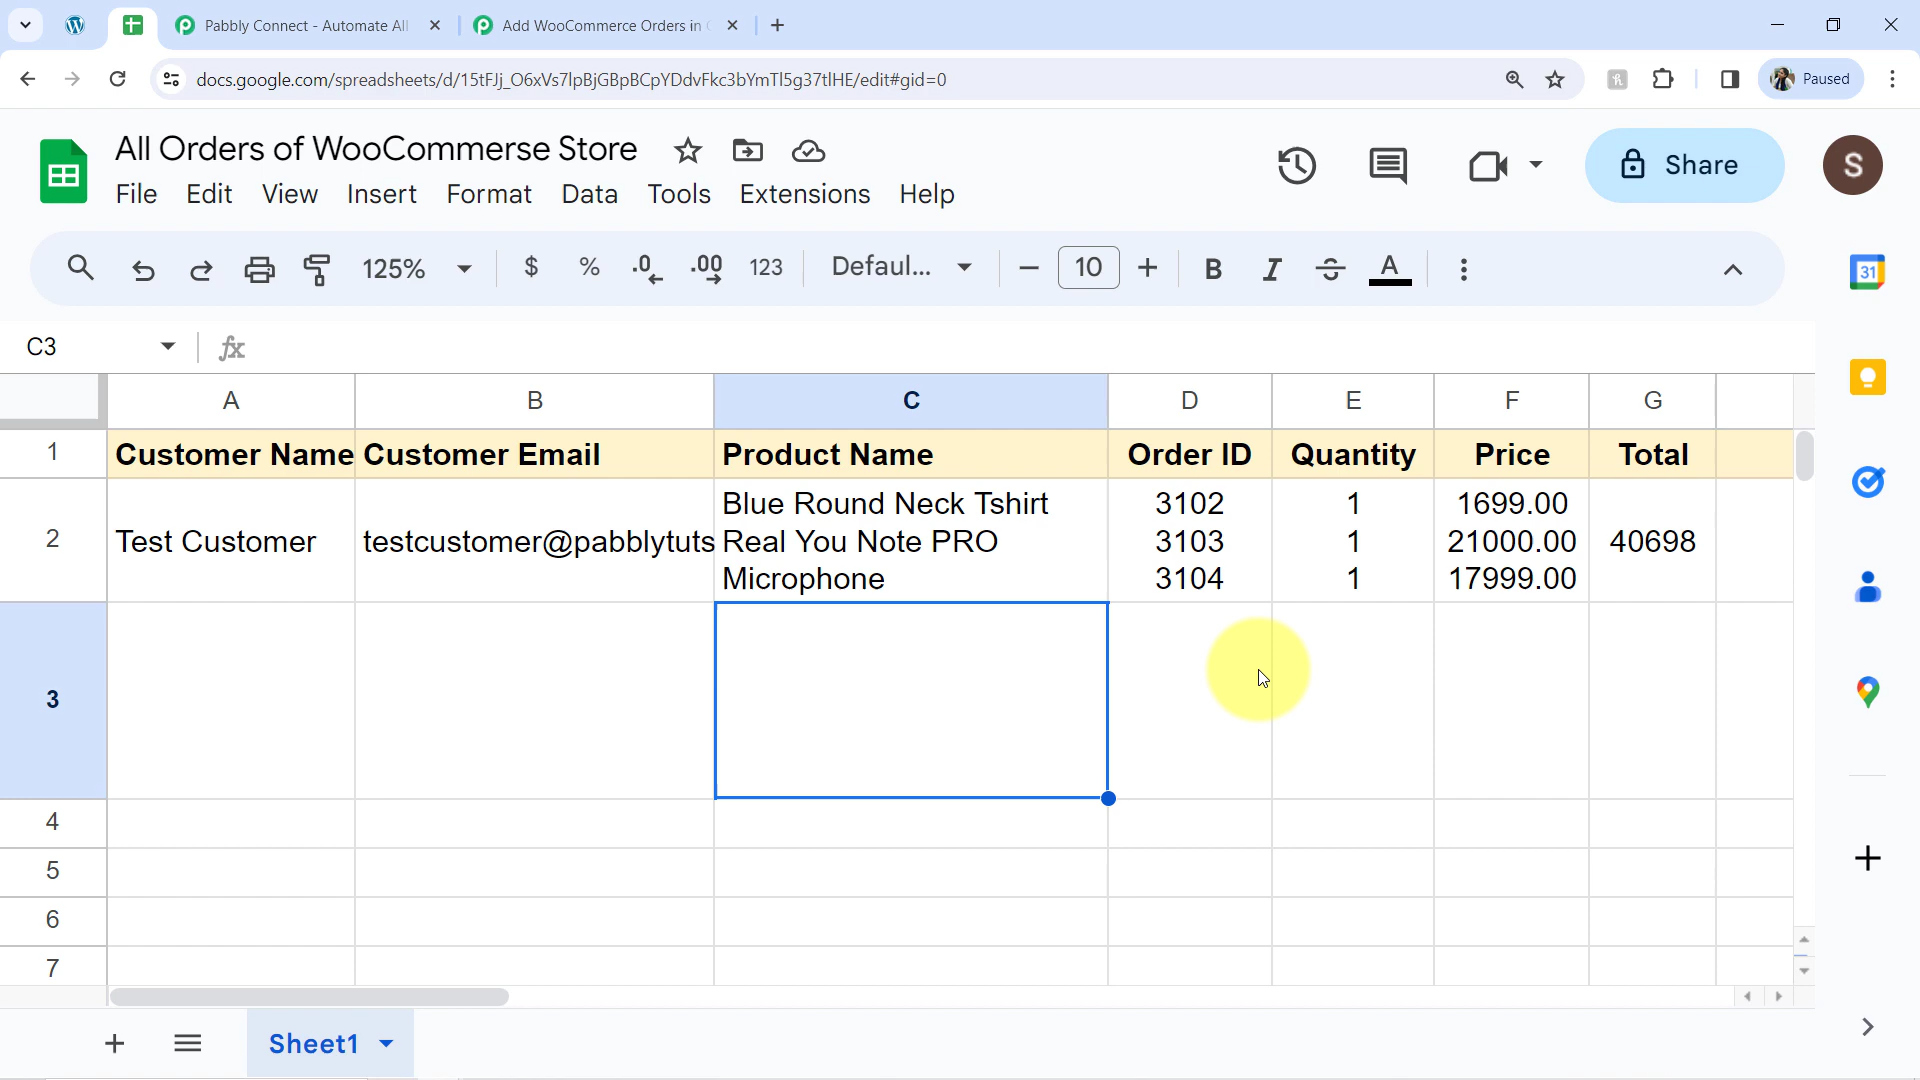 Pabbly Connect - Automate All
Add WooCommerce Orders in
docs.google.com/spreadsheets/d/15tFJj_O6xVs7lpBjGBpBCpYDdvFkc3bYmTl5g37tlHE/edit#gid=0
Paused
All Orders of WooCommerse Store
File Edit View Insert Format Data Tools Extensions Help
Share
S
125% $ % .0 .00 123 Defaul... 10 B I S A
31
C3 fx
A B C D E F G
1 Customer Name Customer Email Product Name Order ID Quantity Price Total
Blue Round Neck Tshirt 3102 1 1699.00
2 Test Customer testcustomer@pabblytuts Real You Note PRO 3103 1 21000.00 40698
Microphone 3104 1 17999.00
3
4
5
6
7
Sheet1